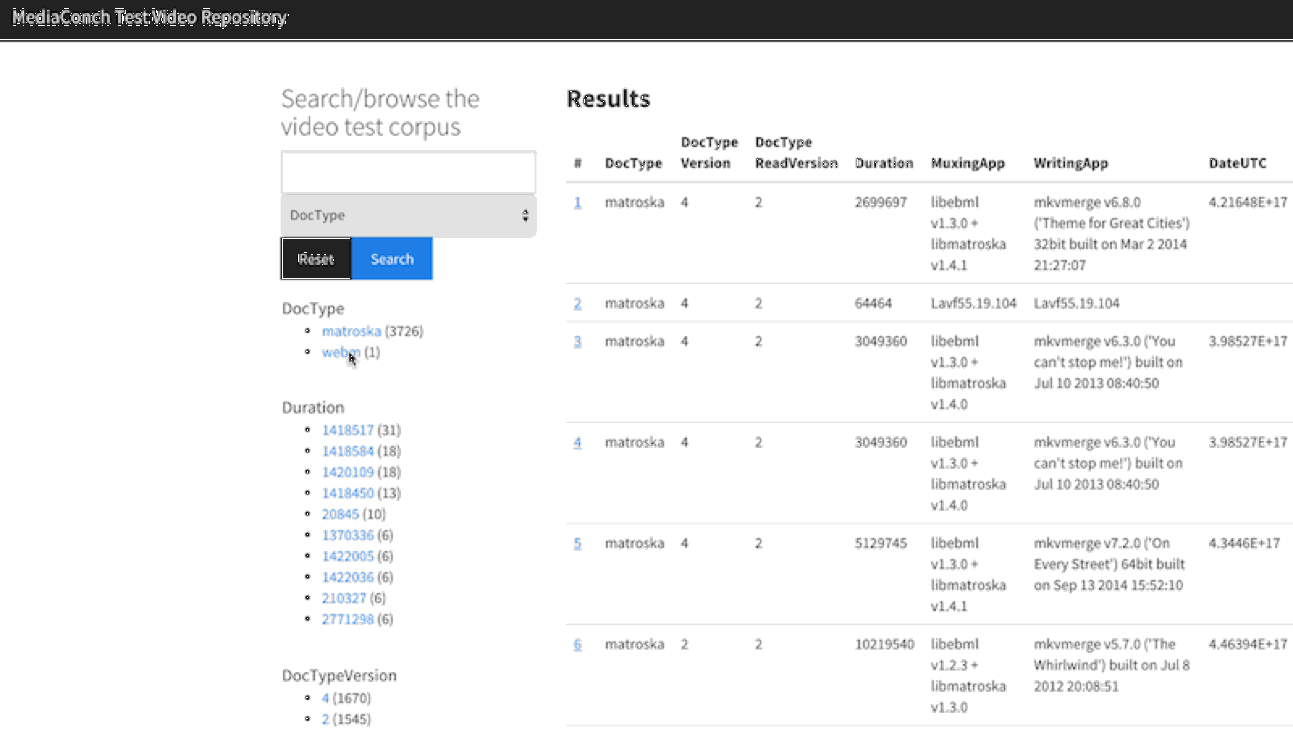 MediaConch Test Video Repository
Search/browse the
video test corpus
DocType
Reset Search
DocType
matroska (3726)
webm (1)
Duration
1418517 (31)
1418584 (18)
1420109 (18)
1418450 (13)
20845 (10)
1370336 (6)
1422005 (6)
1422036 (6)
210327 (6)
2771298 (6)
DocTypeVersion
4 (1670)
2 (1545)
Results
DocType DocType
# DocType Version ReadVersion Duration MuxingApp WritingApp DateUTC
1 matroska 4 2 2699697 libebml mkvmerge v6.8.0 4.21648E+17
v1.3.0 + ('Theme for Great Cities')
libmatroska 32bit built on Mar 2 2014
v1.4.1 21:27:07
2 matroska 4 2 64464 Lavf55.19.104 Lavf55.19.104
3 matroska 4 2 3049360 libebml mkvmerge v6.3.0 ('You 3.98527E+17
v1.3.0 + can't stop me!') built on
libmatroska Jul 10 2013 08:40:50
v1.4.0
4 matroska 4 2 3049360 libebml mkvmerge v6.3.0 ('You 3.98527E+17
v1.3.0 + can't stop me!') built on
libmatroska Jul 10 2013 08:40:50
v1.4.0
5 matroska 4 2 5129745 libebml mkvmerge v7.2.0 ('On 4.3446E+17
v1.3.0 + Every Street') 64bit built
libmatroska on Sep 13 2014 15:52:10
v1.4.1
6 matroska 2 2 10219540 libebml mkvmerge v5.7.0 ('The 4.46394E+17
v1.2.3 + Whirlwind') built on Jul 8
libmatroska 2012 20:08:51
v1.3.0